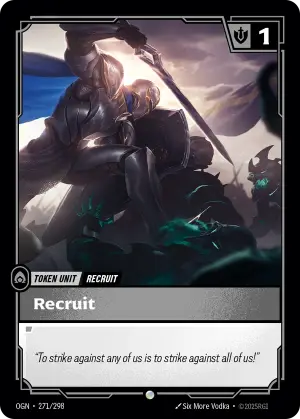 1
TOKEN UNIT RECRUIT
Recruit
“To strike against any of us is to strike against all of us!”
OGN • 271/298 Six More Vodka • ©2025RGI